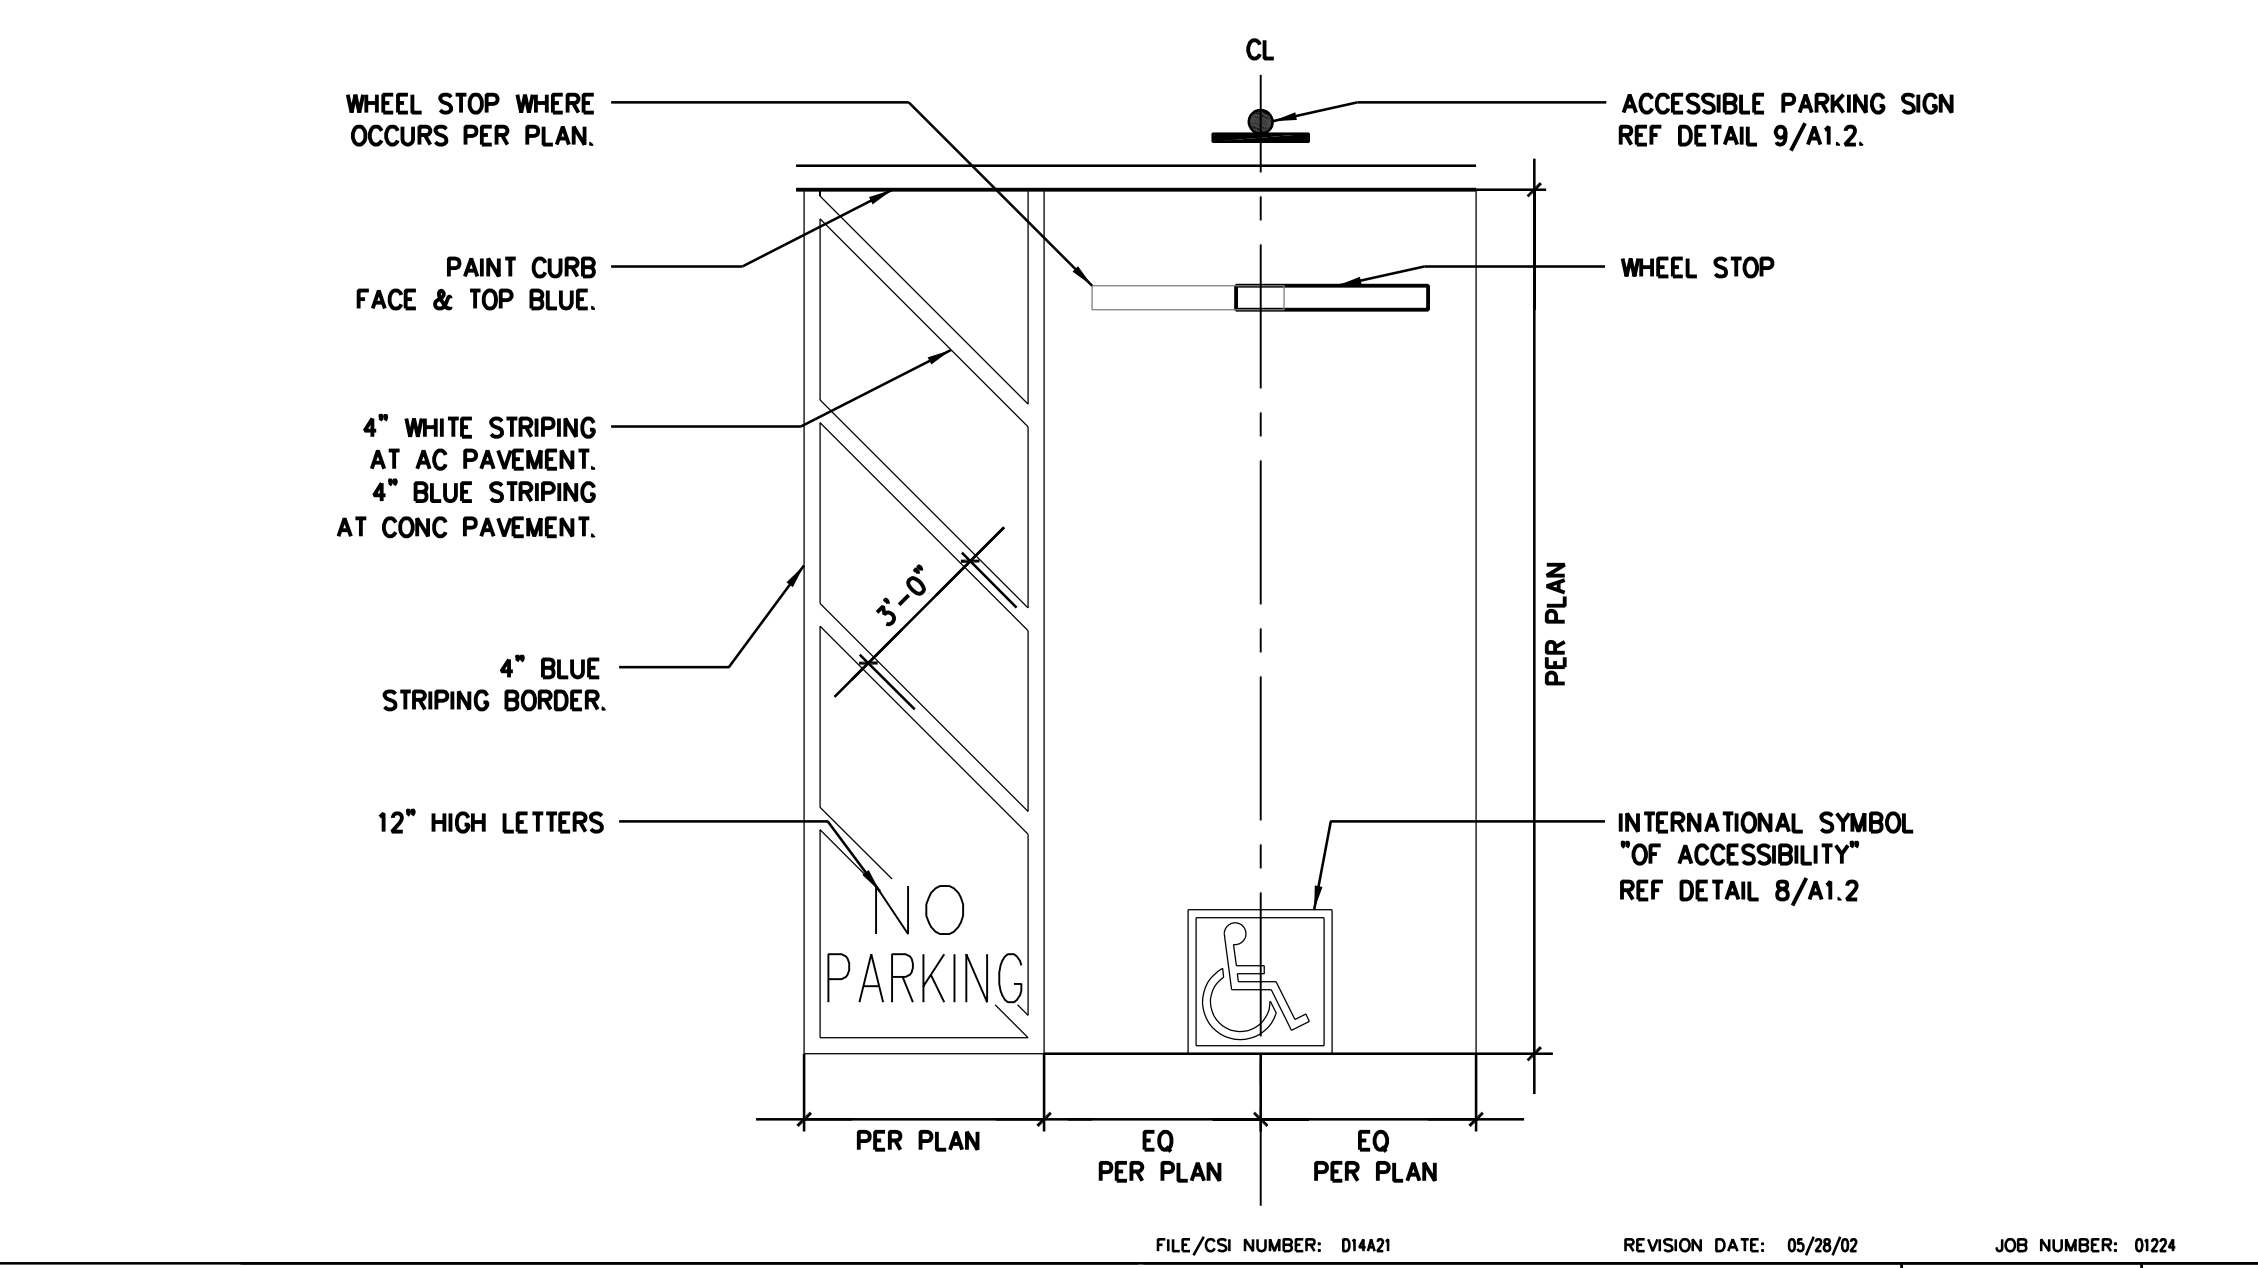 CL
WHEEL STOP WHERE
OCCURS PER PLAN.
ACCESSIBLE PARKING SIGN
REF DETAIL 9/A1.2.
PAINT CURB
FACE & TOP BLUE.
WHEEL STOP
4" WHITE STRIPING
AT AC PAVEMENT.
4" BLUE STRIPING
AT CONC PAVEMENT.
3'-0"
PER PLAN
4" BLUE
STRIPING BORDER.
12" HIGH LETTERS
INTERNATIONAL SYMBOL
"OF ACCESSIBILITY"
REF DETAIL 8/A1.2
NO
PARKING
PER PLAN
EQ
PER PLAN
EQ
PER PLAN
FILE/CSI NUMBER: D14A21
REVISION DATE: 05/28/02
JOB NUMBER: 01224